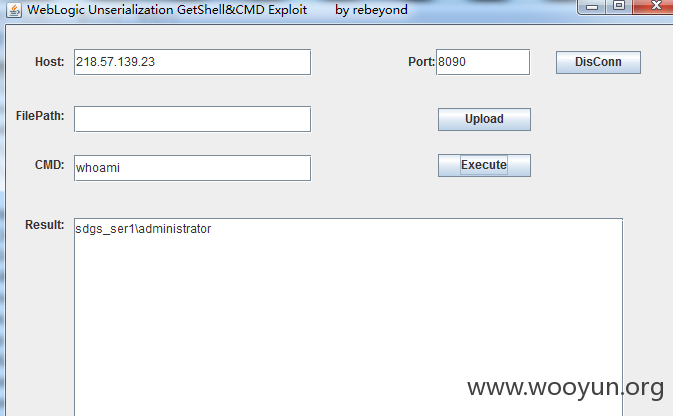 WebLogic Unserialization GetShell&CMD Exploit by rebeyond
Host: 218.57.139.23 Port: 8090 DisConn
FilePath: Upload
CMD: whoami Execute
Result: sdgs_ser1\administrator
www.wooyun.org